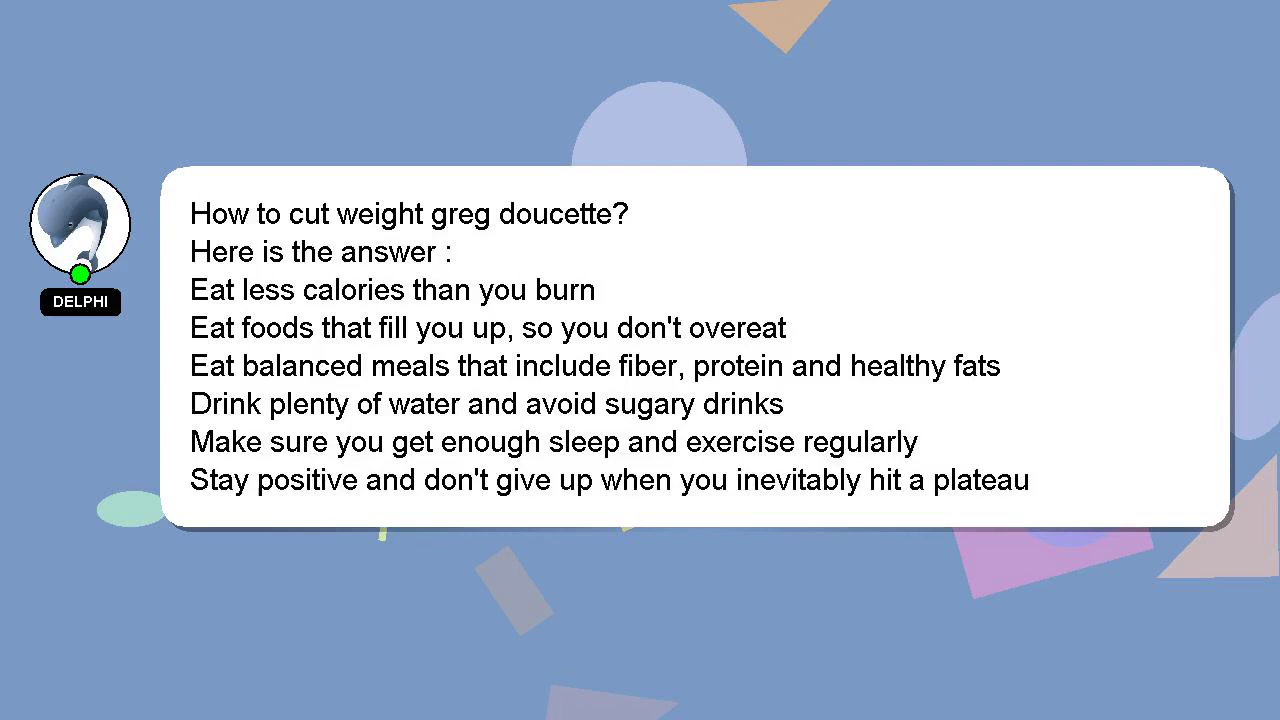 How to cut weight greg doucette?
Here is the answer :
Eat less calories than you burn
Eat foods that fill you up, so you don't overeat
Eat balanced meals that include fiber, protein and healthy fats
Drink plenty of water and avoid sugary drinks
Make sure you get enough sleep and exercise regularly
Stay positive and don't give up when you inevitably hit a plateau
DELPHI